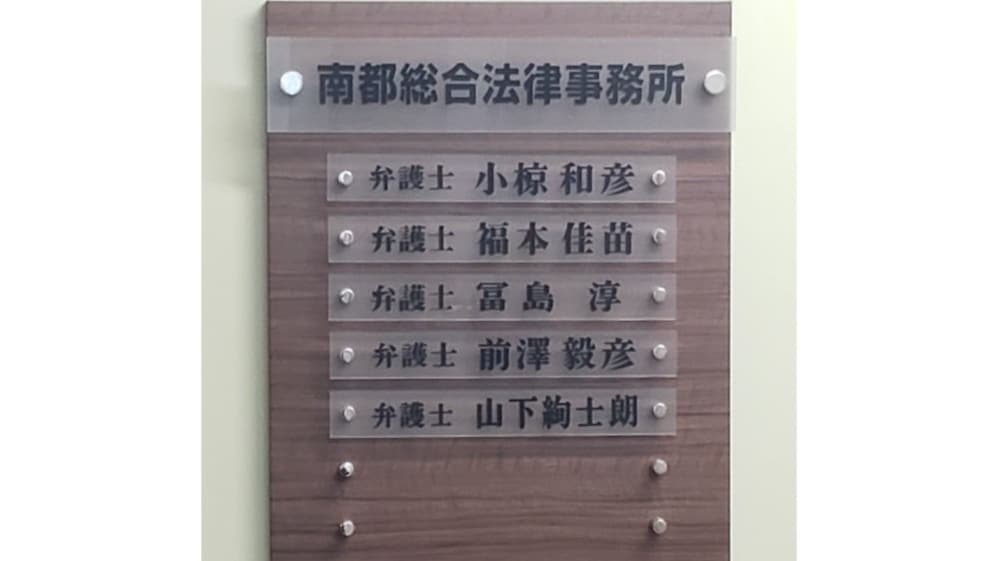 南都総合法律事務所
弁護士 小椋和彦
弁護士 福本佳苗
弁護士 冨島 淳
弁護士 前澤毅彦
弁護士 山下絢士朗